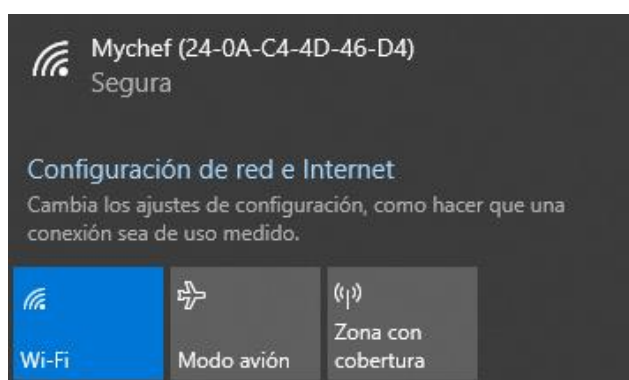 Mychef (24-0A-C4-4D-46-D4)
Segura
Configuración de red e Internet
Cambia los ajustes de configuración, como hacer que una
conexión sea de uso medido.
Wi-Fi
Modo avión
Zona con
cobertura